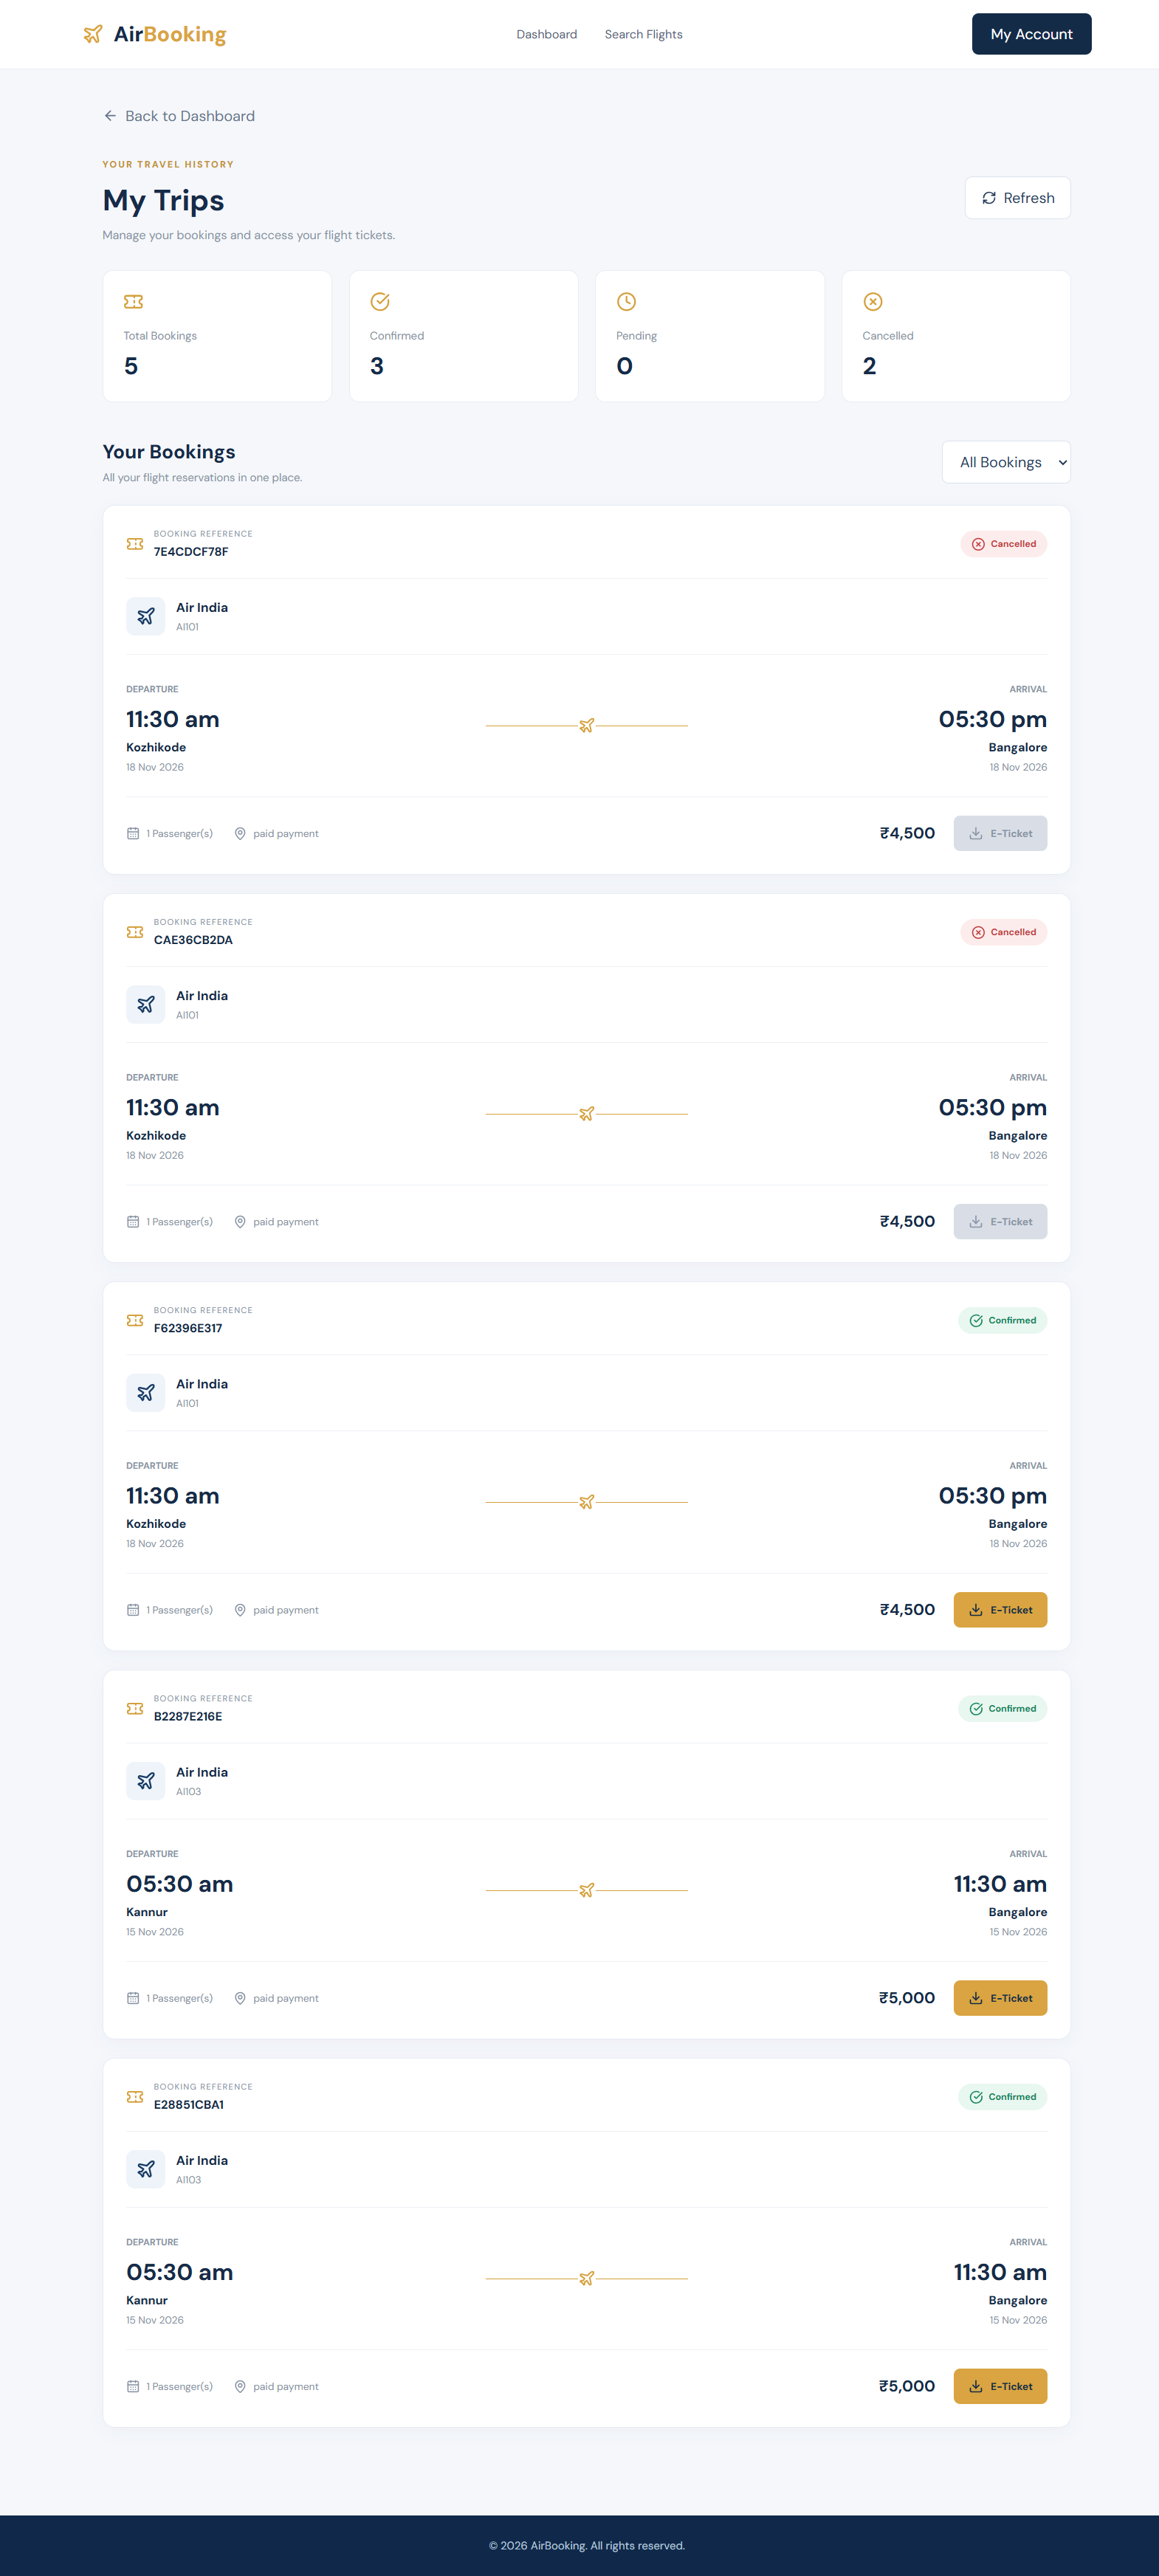 AirBooking
Dashboard Search Flights
My Account
Back to Dashboard
YOUR TRAVEL HISTORY
My Trips
Refresh
Manage your bookings and access your flight tickets.
Total Bookings Confirmed Pending Cancelled
5 3 0 2
Your Bookings
All Bookings
All your flight reservations in one place.
BOOKING REFERENCE
7E4CDCF78F
Cancelled
Air India
AI101
DEPARTURE ARRIVAL
11:30 am 05:30 pm
Kozhikode Bangalore
18 Nov 2026 18 Nov 2026
1 Passenger(s) paid payment ₹4,500 E-Ticket
BOOKING REFERENCE
CAE36CB2DA
Cancelled
Air India
AI101
DEPARTURE ARRIVAL
11:30 am 05:30 pm
Kozhikode Bangalore
18 Nov 2026 18 Nov 2026
1 Passenger(s) paid payment ₹4,500 E-Ticket
BOOKING REFERENCE
F62396E317
Confirmed
Air India
AI101
DEPARTURE ARRIVAL
11:30 am 05:30 pm
Kozhikode Bangalore
18 Nov 2026 18 Nov 2026
1 Passenger(s) paid payment ₹4,500 E-Ticket
BOOKING REFERENCE
B2287E216E
Confirmed
Air India
AI103
DEPARTURE ARRIVAL
05:30 am 11:30 am
Kannur Bangalore
15 Nov 2026 15 Nov 2026
1 Passenger(s) paid payment ₹5,000 E-Ticket
BOOKING REFERENCE
E28851CBA1
Confirmed
Air India
AI103
DEPARTURE ARRIVAL
05:30 am 11:30 am
Kannur Bangalore
15 Nov 2026 15 Nov 2026
1 Passenger(s) paid payment ₹5,000 E-Ticket
© 2026 AirBooking. All rights reserved.